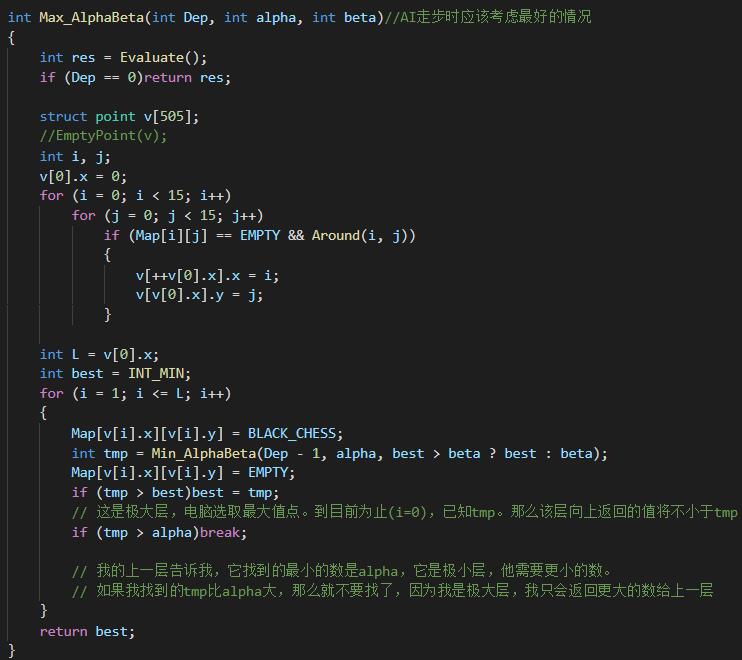 int Max_AlphaBeta(int Dep, int alpha, int beta)//AI走步时应该考虑最好的情况
{
    int res = Evaluate();
    if (Dep == 0)return res;

    struct point v[505];
    //EmptyPoint(v);
    int i, j;
    v[0].x = 0;
    for (i = 0; i < 15; i++)
        for (j = 0; j < 15; j++)
            if (Map[i][j] == EMPTY && Around(i, j))
            {
                v[++v[0].x].x = i;
                v[v[0].x].y = j;
            }

    int L = v[0].x;
    int best = INT_MIN;
    for (i = 1; i <= L; i++)
    {
        Map[v[i].x][v[i].y] = BLACK_CHESS;
        int tmp = Min_AlphaBeta(Dep - 1, alpha, best > beta ? best : beta);
        Map[v[i].x][v[i].y] = EMPTY;
        if (tmp > best)best = tmp;
        // 这是极大层，电脑选取最大值点。到目前为止(i=0)，已知tmp。那么该层向上返回的值将不小于tmp
        if (tmp > alpha)break;

        // 我的上一层告诉我，它找到的最小的数是alpha，它是极小层，他需要更小的数。
        // 如果我找到的tmp比alpha大，那么就不要找了，因为我是极大层，我只会返回更大的数给上一层
    }
    return best;
}